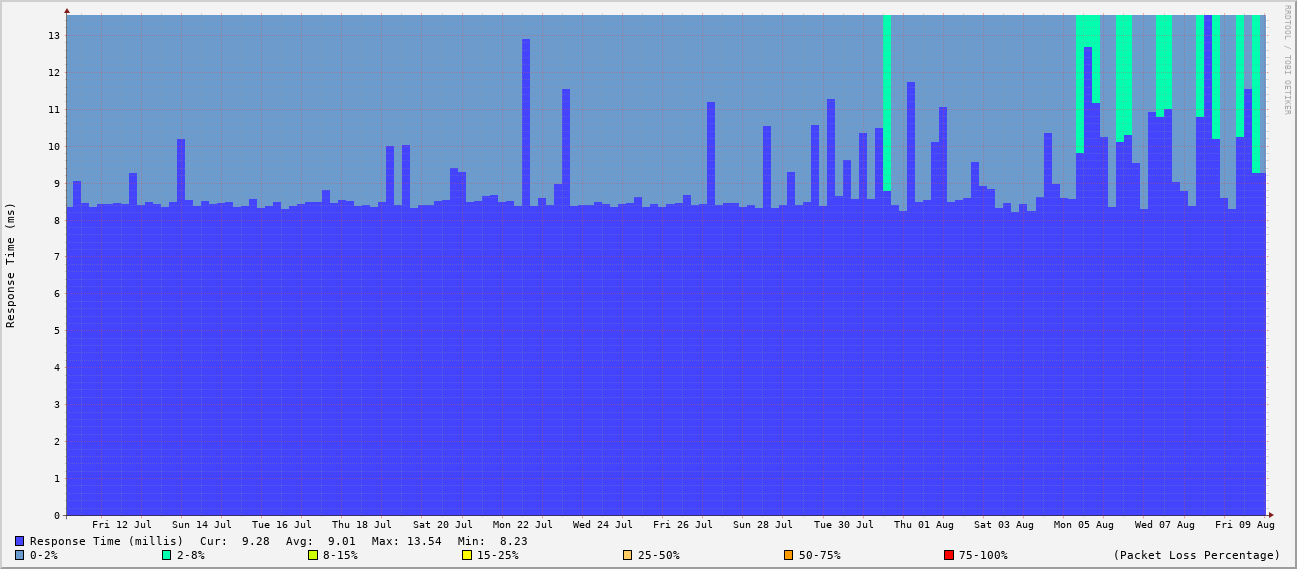 RRDTOOL / TOBI OETIKER
Response Time (ms)
13
12
11
10
9
8
7
6
5
4
3
2
1
0
Fri 12 Jul Sun 14 Jul Tue 16 Jul Thu 18 Jul Sat 20 Jul Mon 22 Jul Wed 24 Jul Fri 26 Jul Sun 28 Jul Tue 30 Jul Thu 01 Aug Sat 03 Aug Mon 05 Aug Wed 07 Aug Fri 09 Aug
Response Time (millis) Cur: 9.28 Avg: 9.01 Max: 13.54 Min: 8.23
0-2% 2-8% 8-15% 15-25% 25-50% 50-75% 75-100% (Packet Loss Percentage)